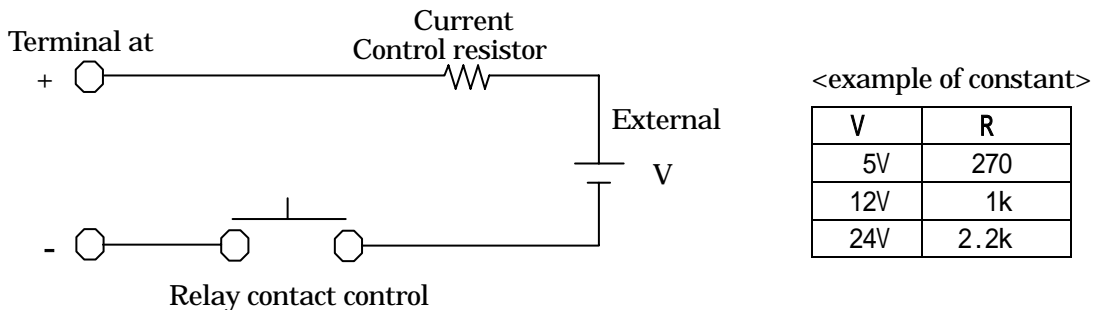 Current
Control resistor
Terminal at
+
External
V
-
Relay contact control
<example of constant>
V R
5V 270
12V 1k
24V 2.2k